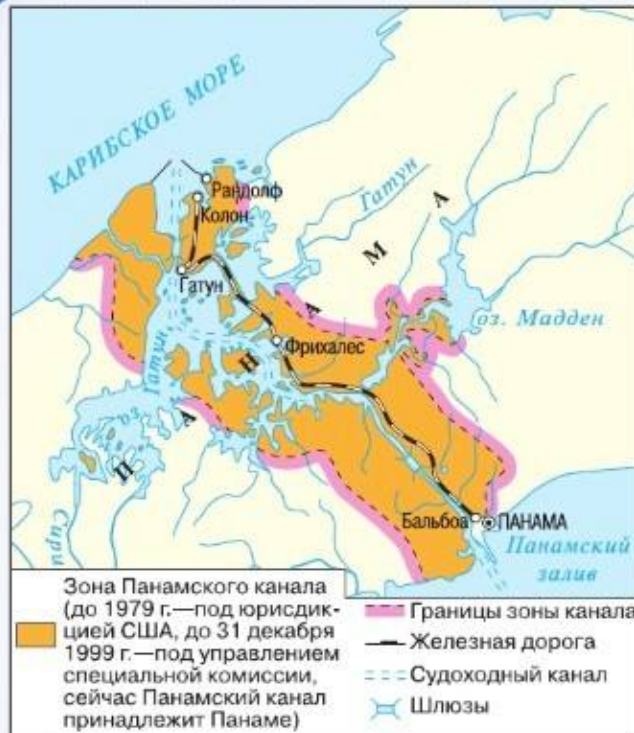 КАРИБСКОЕ МОРЕ
Рандолф
Колон
Гатун
Гатун
оз. Гатун
ПАНАМА
оз. Мадден
Фрихалес
Сири
Бальбоа
ПАНАМА
Панамский
залив
Зона Панамского канала
(до 1979 г.—под юрисдик-
цией США, до 31 декабря
1999 г.—под управлением
специальной комиссии,
сейчас Панамский канал
принадлежит Панаме)
Границы зоны канала
Железная дорога
Судоходный канал
Шлюзы